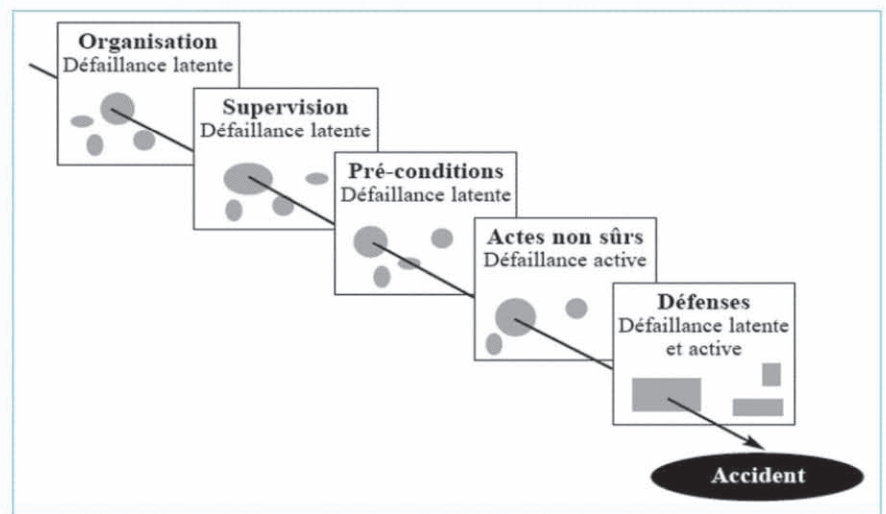 Organisation
Défaillance latente
Supervision
Défaillance latente
Pré-conditions
Défaillance latente
Actes non sûrs
Défaillance active
Défenses
Défaillance latente
et active
Accident